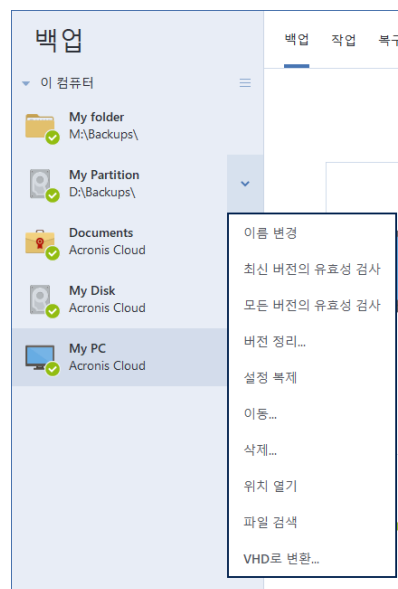 백업
백업 작업 복구
이 컴퓨터
My folder
M:\Backups\
My Partition
D:\Backups\
Documents
Acronis Cloud
My Disk
Acronis Cloud
My PC
Acronis Cloud
이름 변경
최신 버전의 유효성 검사
모든 버전의 유효성 검사
버전 정리...
설정 복제
이동...
삭제...
위치 열기
파일 검색
VHD로 변환...